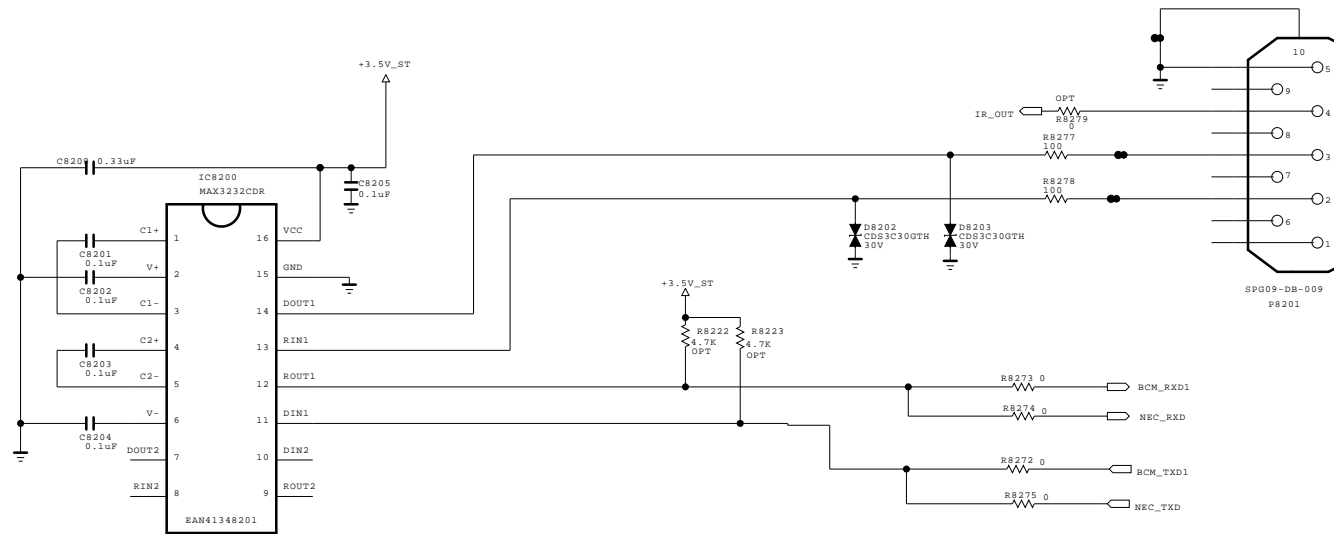 10
5
+3.5V_ST
9
OPT
IR_OUT
4
R8279
0
8
R8277
100
C8200 0.33uF
3
IC8200
C8205
0.1uF
7
MAX3232CDR
R8278
100
2
C1+
1
16
VCC
D8202
CDS3C30GTH
30V
D8203
CDS3C30GTH
30V
6
C8201
0.1uF
1
V+
2
15
GND
C8202
0.1uF
+3.5V_ST
SPG09-DB-009
P8201
C1-
3
14
DOUT1
R8222
4.7K
OPT
R8223
4.7K
OPT
C2+
4
13
RIN1
C8203
0.1uF
C2-
5
12
ROUT1
R8273 0
BCM_RXD1
V-
6
11
DIN1
R8274 0
NEC_RXD
C8204
0.1uF
DOUT2
7
10
DIN2
R8272 0
BCM_TXD1
RIN2
8
9
ROUT2
R8275 0
NEC_TXD
EAN41348201